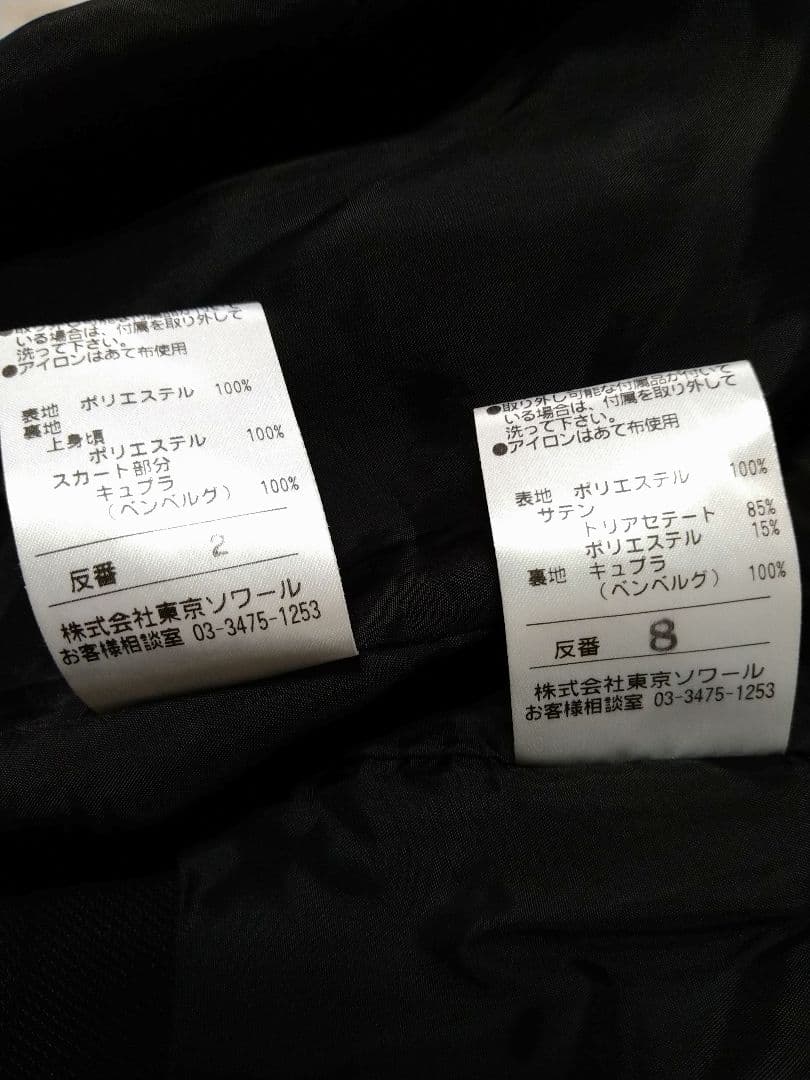 いる場合は、付属を取り外して
洗って下さい。
●アイロンはあて布使用
表地 ポリエステル 100%
裏地
上身頃
ポリエステル 100%
スカート部分
キュプラ
(ベンベルグ) 100%
反番 2
株式会社東京ソワール
お客様相談室 03-3475-1253
●取り外し可能な付属品が付いて
いる場合は、付属を取り外して
洗って下さい。
●アイロンはあて布使用
表地 ポリエステル 100%
サテン
トリアセテート 85%
ポリエステル 15%
裏地 キュプラ
(ベンベルグ) 100%
反番 8
株式会社東京ソワール
お客様相談室 03-3475-1253